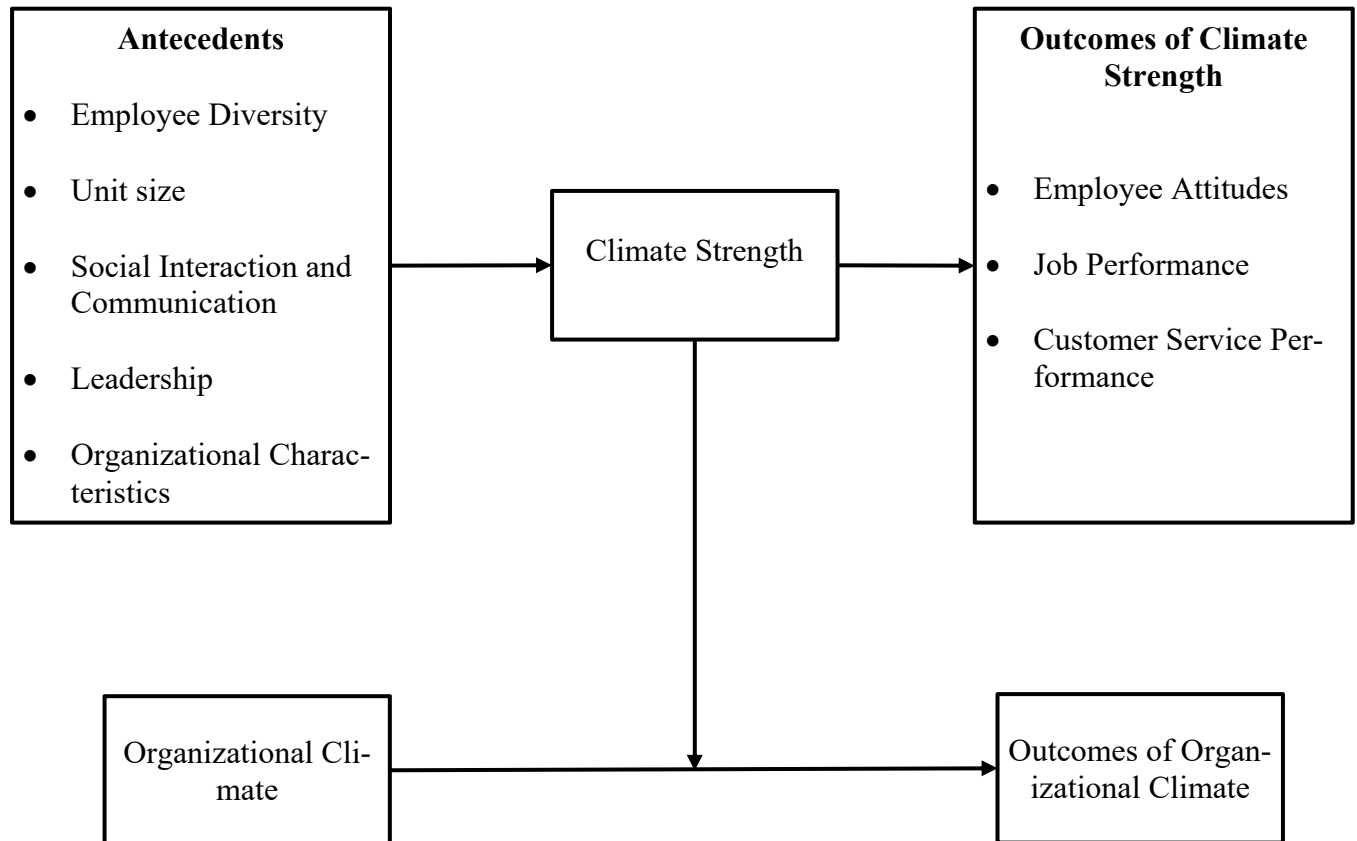 Antecedents
• Employee Diversity
• Unit size
• Social Interaction and
Communication
• Leadership
• Organizational Charac-
teristics
Climate Strength
Outcomes of Climate
Strength
• Employee Attitudes
• Job Performance
• Customer Service Per-
formance
Organizational Cli-
mate
Outcomes of Organ-
izational Climate